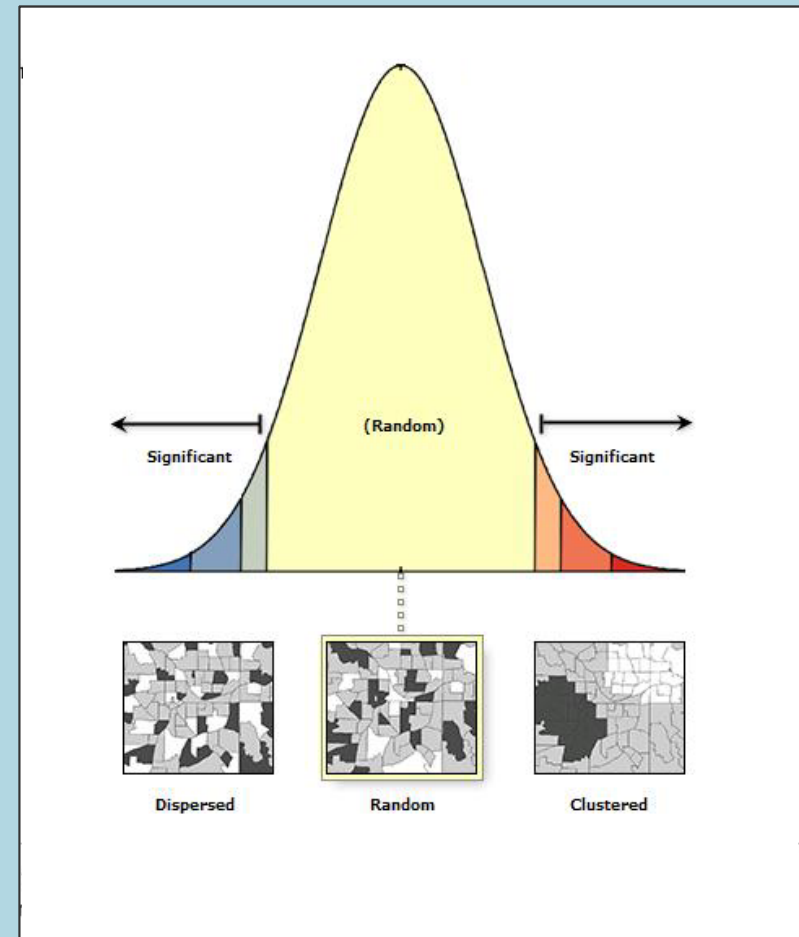 (Random)
Significant
Significant
Dispersed
Random
Clustered